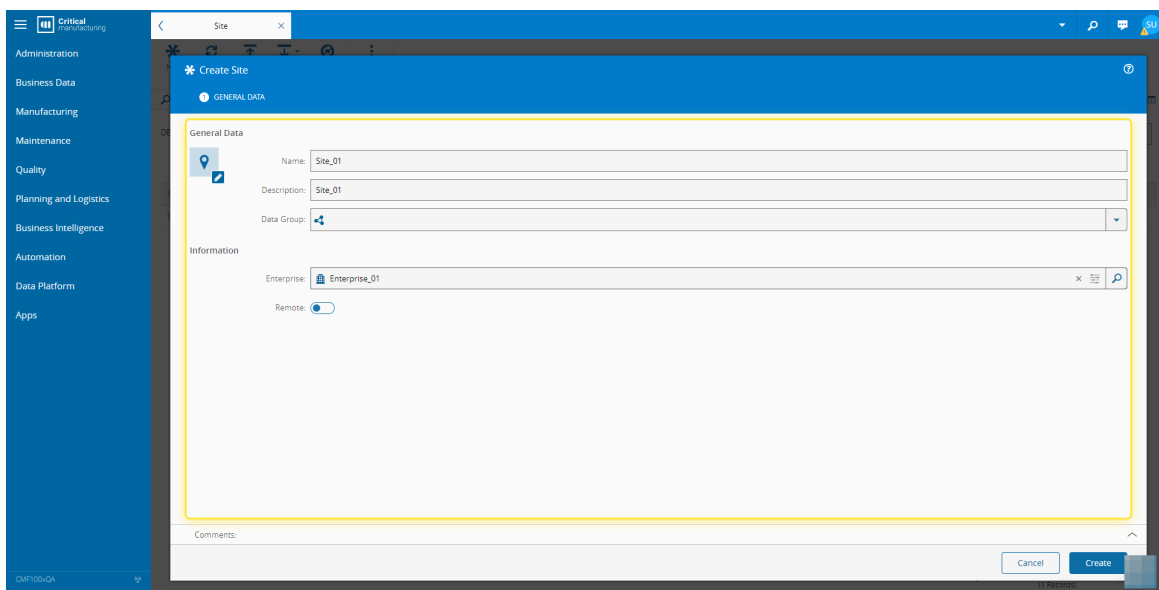 Critical
manufacturing
Site
SU
Administration
Business Data
Manufacturing
Maintenance
Quality
Planning and Logistics
Business Intelligence
Automation
Data Platform
Apps
CMF100xQA
Create Site
1 GENERAL DATA
General Data
Name: Site_01
Description: Site_01
Data Group:
Information
Enterprise: Enterprise_01
Remote:
Comments:
Cancel
Create
(1 Records)